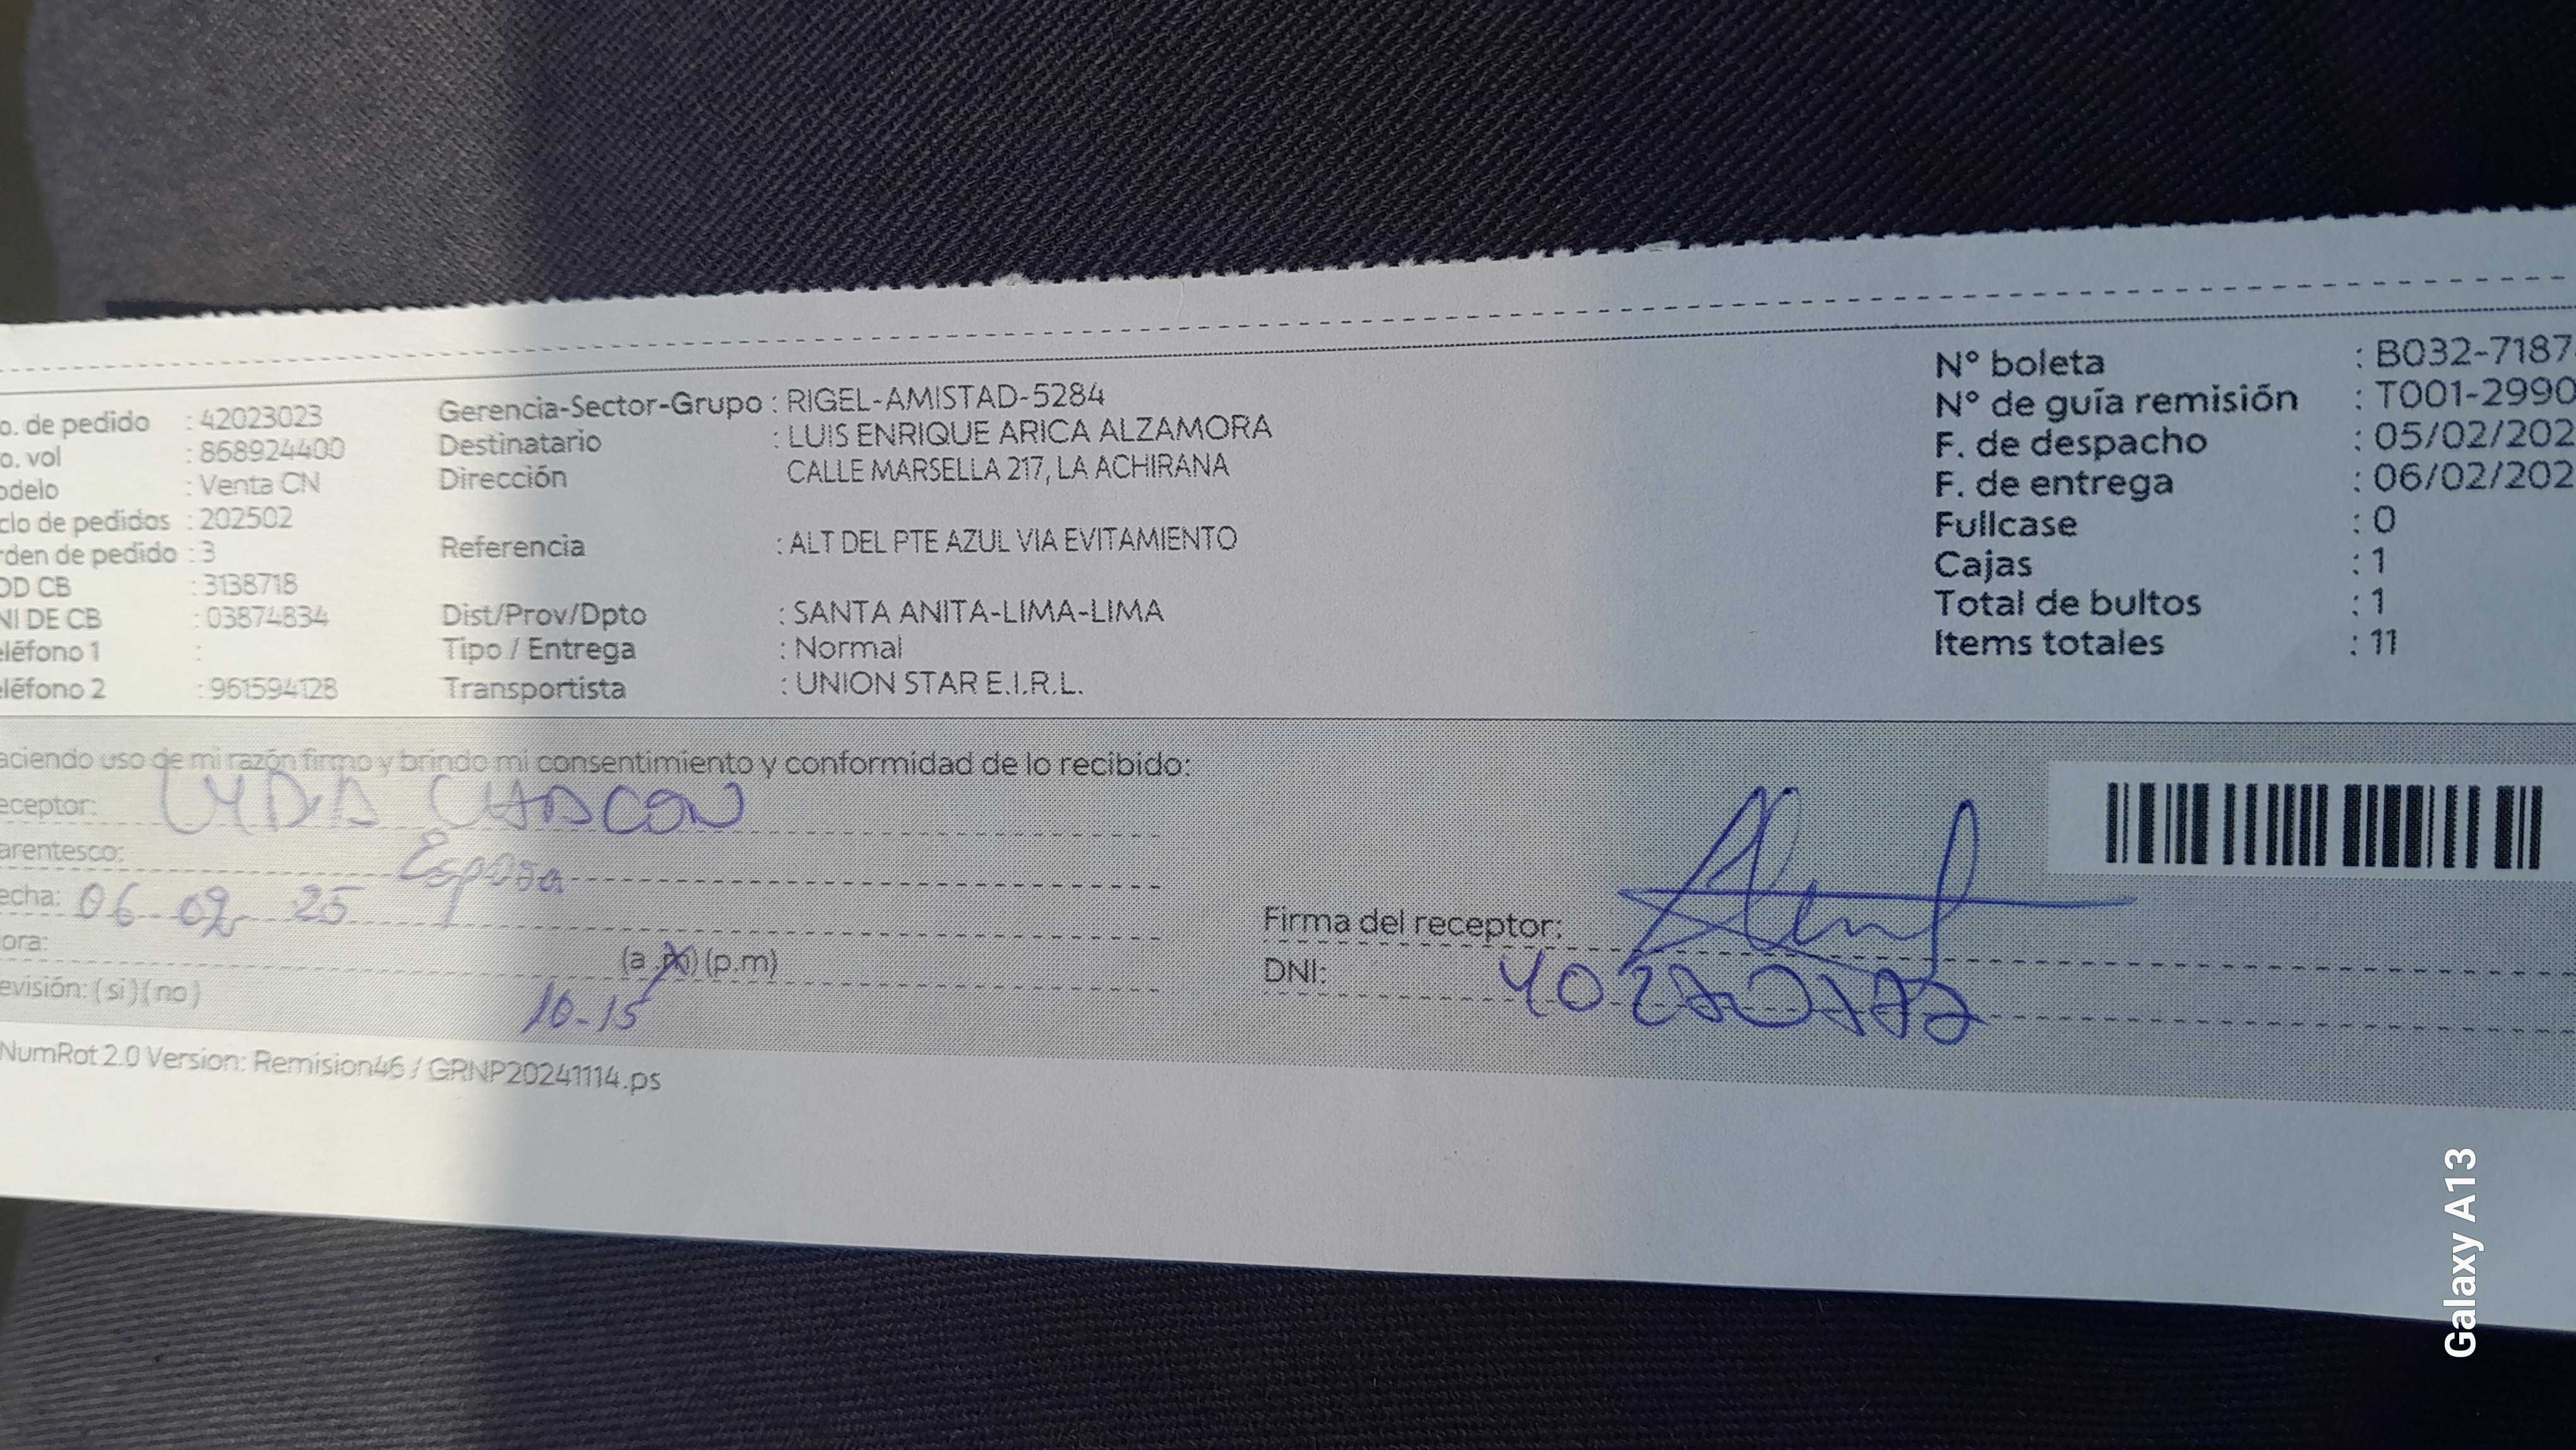 o. de pedido : 42023023
o. vol : 868924400
odelo : Venta CN
clo de pedidos : 202502
rden de pedido : 3
OD CB : 3138718
NI DE CB : 03874834
eléfono 1 :
eléfono 2 : 961594128
Gerencia-Sector-Grupo : RIGEL-AMISTAD-5284
Destinatario : LUIS ENRIQUE ARICA ALZAMORA
Dirección CALLE MARSELLA 217, LA ACHIRANA
Referencia : ALT DEL PTE AZUL VIA EVITAMIENTO
Dist/Prov/Dpto : SANTA ANITA-LIMA-LIMA
Tipo / Entrega : Normal
Transportista : UNION STAR E.I.R.L.
N° boleta : B032-7187
N° de guía remisión : T001-2990
F. de despacho : 05/02/202
F. de entrega : 06/02/202
Fullcase : 0
Cajas : 1
Total de bultos : 1
Items totales : 11
aciendo uso de mi razón firmo y brindo mi consentimiento y conformidad de lo recibido:
eceptor: LYDA CHACON
arentesco: Esposa
echa: 06 02 25
ora: (a.m) (p.m)
10-15
evisión: ( si ) ( no )
Firma del receptor:
DNI:
NumRot 2.0 Version: Remision46 / GRNP20241114.ps
Galaxy A13